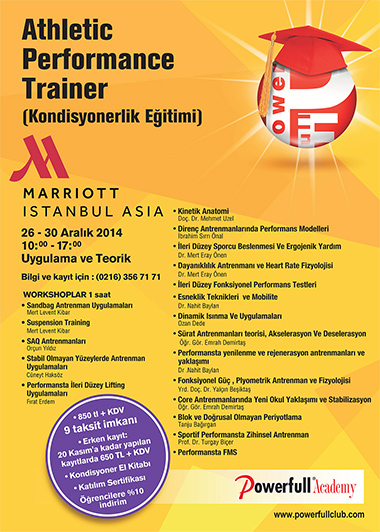 Athletic
Performance
Trainer
(Kondisyonerlik Eğitimi)
Powerfull
MARRIOTT
ISTANBUL ASIA
26 - 30 Aralık 2014
10:00 - 17:00
Uygulama ve Teorik
Bilgi ve kayıt için : (0216) 356 71 71
WORKSHOPLAR 1 saat
• Sandbag Antrenman Uygulamaları
Mert Levent Kibar
• Suspension Training
Mert Levent Kibar
• SAQ Antrenmanları
Orçun Yıldız
• Stabil Olmayan Yüzeylerde Antrenman
Uygulamaları
Cüneyt Haksöz
• Performansta İleri Düzey Lifting
Uygulamaları
Fırat Erdem
• 850 tl + KDV
9 taksit imkanı
• Erken kayıt:
20 Kasım'a kadar yapılan
kayıtlarda 650 TL + KDV
• Kondisyoner El Kitabı
• Katılım Sertifikası
Öğrencilere %10
indirim
• Kinetik Anatomi
Doç. Dr. Mehmet Uzel
• Direnç Antrenmanlarında Performans Modelleri
İbrahim Sırrı Önal
• İleri Düzey Sporcu Beslenmesi Ve Ergojenik Yardım
Dr. Mert Eray Önen
• Dayanıklılık Antrenmanı ve Heart Rate Fizyolojisi
Dr. Mert Eray Önen
• İleri Düzey Fonksiyonel Performans Testleri
• Esneklik Teknikleri ve Mobilite
Dr. Nahit Baylan
• Dinamik Isınma Ve Uygulamaları
Ozan Dede
• Sürat Antrenmanları teorisi, Akselerasyon Ve Deselerasyon
Öğr. Gör. Emrah Demirtaş
• Performansta yenilenme ve rejenerasyon antrenmanları ve
yaklaşımı
Dr .Nahit Baylan
• Fonksiyonel Güç , Plyometrik Antrenman ve Fizyolojisi
Yrd. Doç. Dr. Yalçın Beşiktaş
• Core Antrenmanlarında Yeni Okul Yaklaşımı ve Stabilizasyon
Öğr. Gör. Emrah Demirtaş
• Blok ve Doğrusal Olmayan Periyotlama
Tanju Bağırgan
• Sportif Performansta Zihinsel Antrenman
Prof. Dr. Turgay Biçer
• Performansta FMS
Powerfull Academy
www.powerfullclub.com